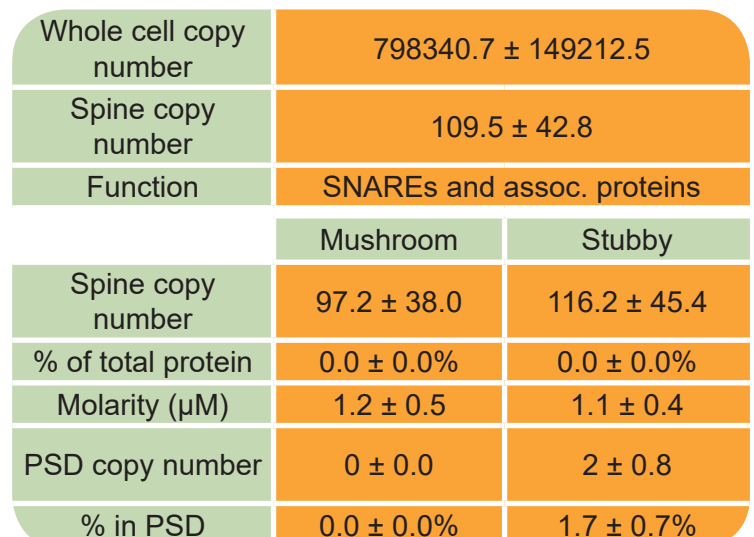 Whole cell copy
number
798340.7 ± 149212.5
Spine copy
number
109.5 ± 42.8
Function
SNAREs and assoc. proteins
Mushroom
Stubby
Spine copy
number
97.2 ± 38.0
116.2 ± 45.4
% of total protein
0.0 ± 0.0%
0.0 ± 0.0%
Molarity (µM)
1.2 ± 0.5
1.1 ± 0.4
PSD copy number
0 ± 0.0
2 ± 0.8
% in PSD
0.0 ± 0.0%
1.7 ± 0.7%